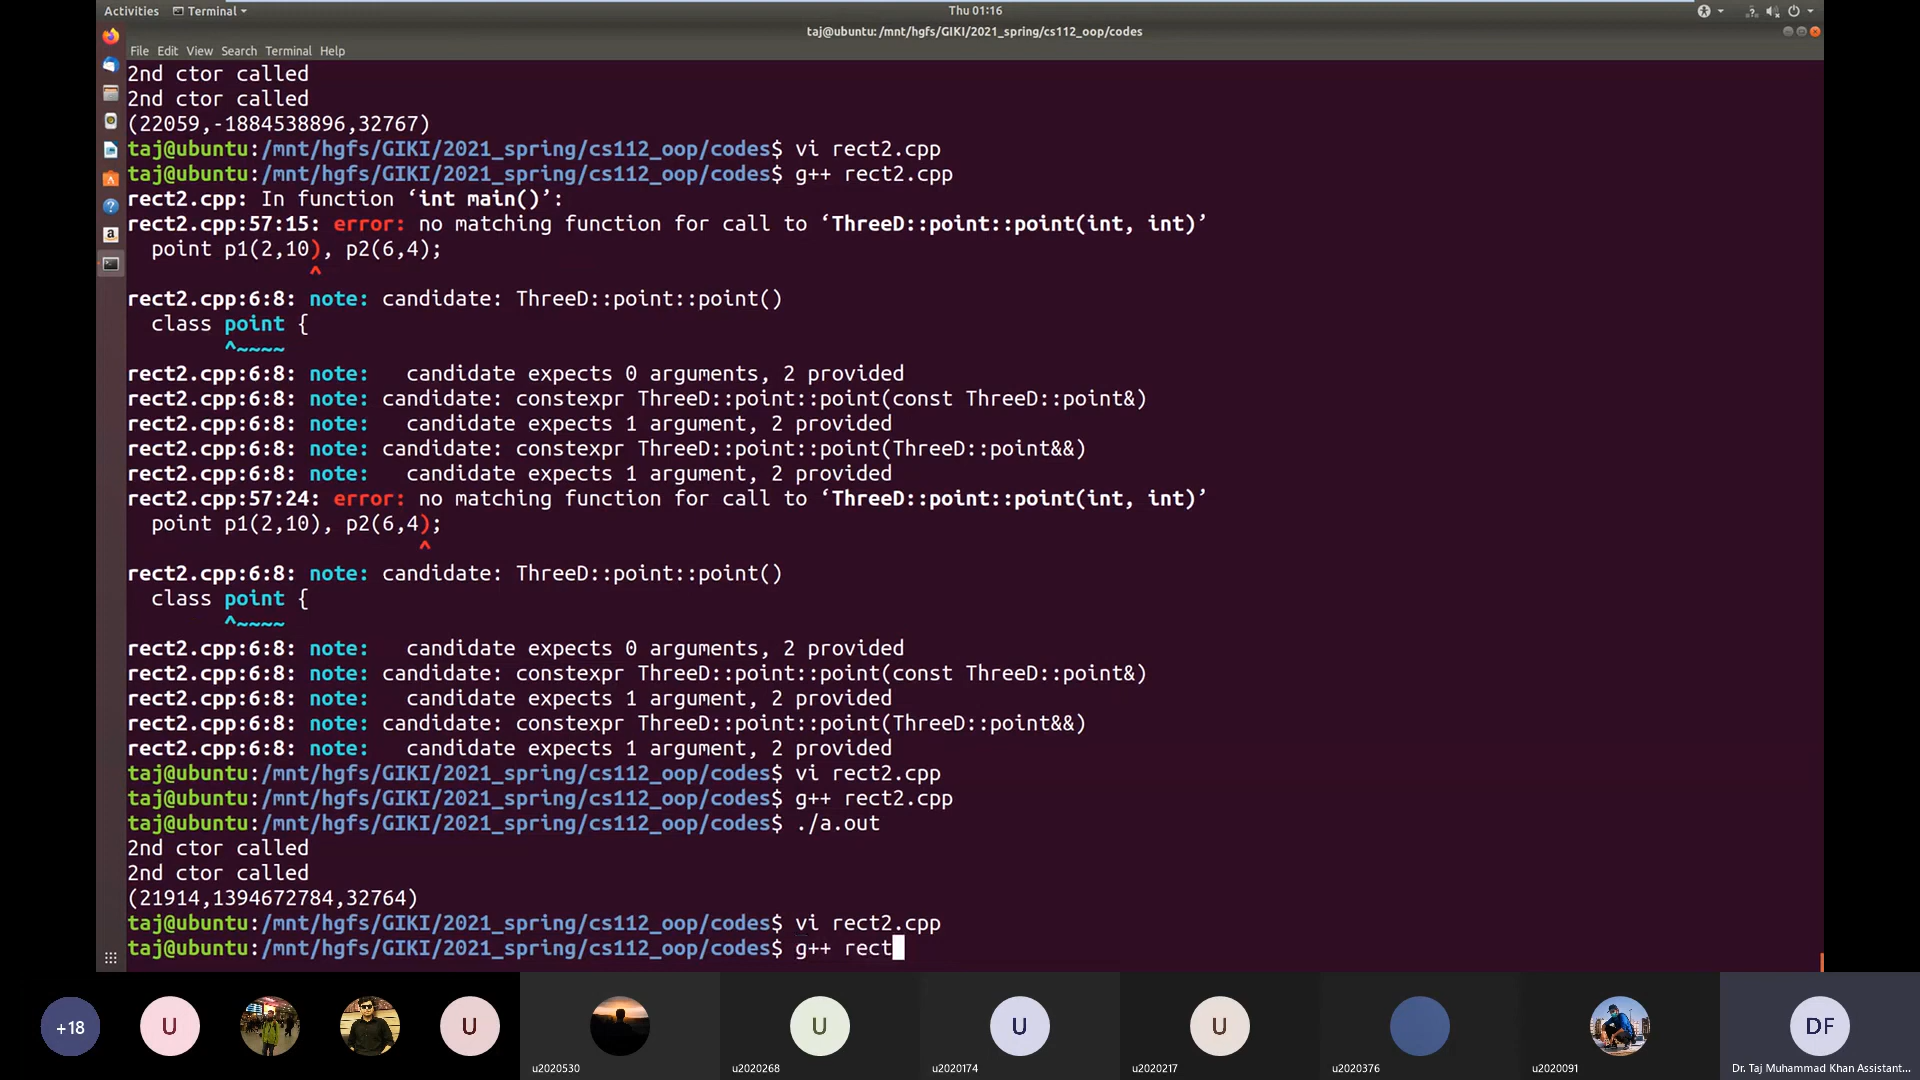 Activities Terminal Thu 01:16
taj@ubuntu: /mnt/hgfs/GIKI/2021_spring/cs112_oop/codes
File Edit View Search Terminal Help
2nd ctor called
2nd ctor called
(22059,-1884538896,32767)
taj@ubuntu:/mnt/hgfs/GIKI/2021_spring/cs112_oop/codes$ vi rect2.cpp
taj@ubuntu:/mnt/hgfs/GIKI/2021_spring/cs112_oop/codes$ g++ rect2.cpp
rect2.cpp: In function ‘int main()’:
rect2.cpp:57:15: error: no matching function for call to ‘ThreeD::point::point(int, int)’
  point p1(2,10), p2(6,4);
               ^
rect2.cpp:6:8: note: candidate: ThreeD::point::point()
  class point {
        ^~~~~
rect2.cpp:6:8: note:   candidate expects 0 arguments, 2 provided
rect2.cpp:6:8: note: candidate: constexpr ThreeD::point::point(const ThreeD::point&)
rect2.cpp:6:8: note:   candidate expects 1 argument, 2 provided
rect2.cpp:6:8: note: candidate: constexpr ThreeD::point::point(ThreeD::point&&)
rect2.cpp:6:8: note:   candidate expects 1 argument, 2 provided
rect2.cpp:57:24: error: no matching function for call to ‘ThreeD::point::point(int, int)’
  point p1(2,10), p2(6,4);
                        ^
rect2.cpp:6:8: note: candidate: ThreeD::point::point()
  class point {
        ^~~~~
rect2.cpp:6:8: note:   candidate expects 0 arguments, 2 provided
rect2.cpp:6:8: note: candidate: constexpr ThreeD::point::point(const ThreeD::point&)
rect2.cpp:6:8: note:   candidate expects 1 argument, 2 provided
rect2.cpp:6:8: note: candidate: constexpr ThreeD::point::point(ThreeD::point&&)
rect2.cpp:6:8: note:   candidate expects 1 argument, 2 provided
taj@ubuntu:/mnt/hgfs/GIKI/2021_spring/cs112_oop/codes$ vi rect2.cpp
taj@ubuntu:/mnt/hgfs/GIKI/2021_spring/cs112_oop/codes$ g++ rect2.cpp
taj@ubuntu:/mnt/hgfs/GIKI/2021_spring/cs112_oop/codes$ ./a.out
2nd ctor called
2nd ctor called
(21914,1394672784,32764)
taj@ubuntu:/mnt/hgfs/GIKI/2021_spring/cs112_oop/codes$ vi rect2.cpp
taj@ubuntu:/mnt/hgfs/GIKI/2021_spring/cs112_oop/codes$ g++ rect
+18 U U U U U DF
u2020530 u2020268 u2020174 u2020217 u2020376 u2020091 Dr. Taj Muhammad Khan Assistant...